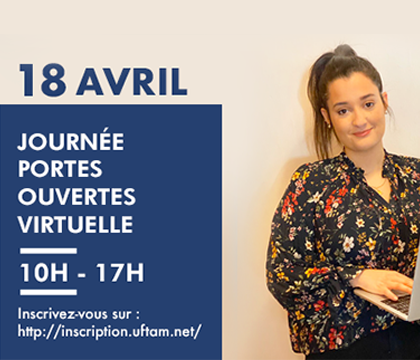 18 AVRIL
JOURNÉE
PORTES
OUVERTES
VIRTUELLE
10H - 17H
Inscrivez-vous sur :
http://inscription.uftam.net/